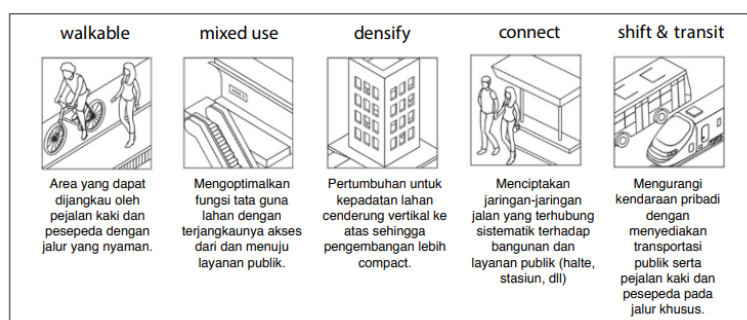 walkable
mixed use
densify
connect
shift & transit
Area yang dapat
dijangkau oleh
pejalan kaki dan
pesepeda dengan
jalur yang nyaman.
Mengoptimalkan
fungsi tata guna
lahan dengan
terjangkaunya akses
dari dan menuju
layanan publik.
Pertumbuhan untuk
kepadatan lahan
cenderung vertikal ke
atas sehingga
pengembangan lebih
compact.
Menciptakan
jaringan-jaringan
jalan yang terhubung
sistematik terhadap
bangunan dan
layanan publik (halte,
stasiun, dll)
Mengurangi
kendaraan pribadi
dengan
menyediakan
transportasi
publik serta
pejalan kaki dan
pesepeda pada
jalur khusus.